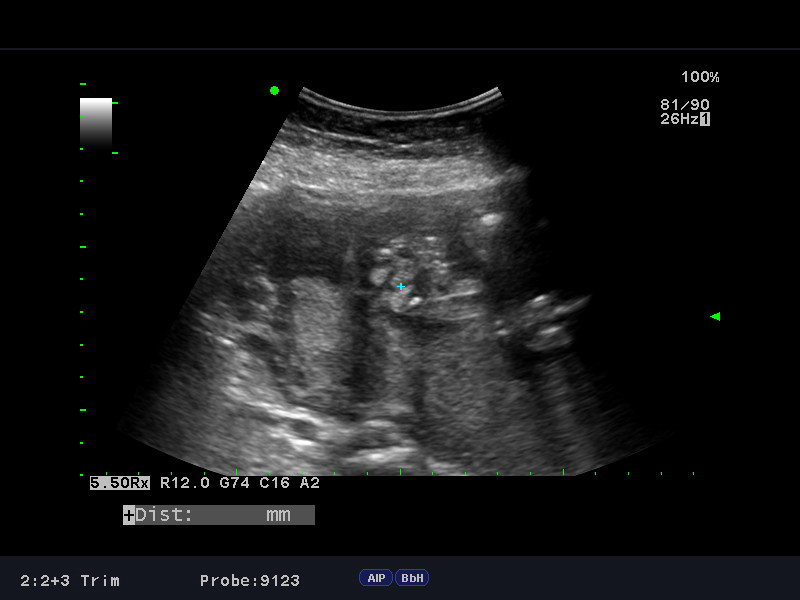 100%
81/90
26Hz1
5.50Rx R12.0 G74 C16 A2
+Dist: mm
2:2+3 Trim Probe:9123 AIP BbH